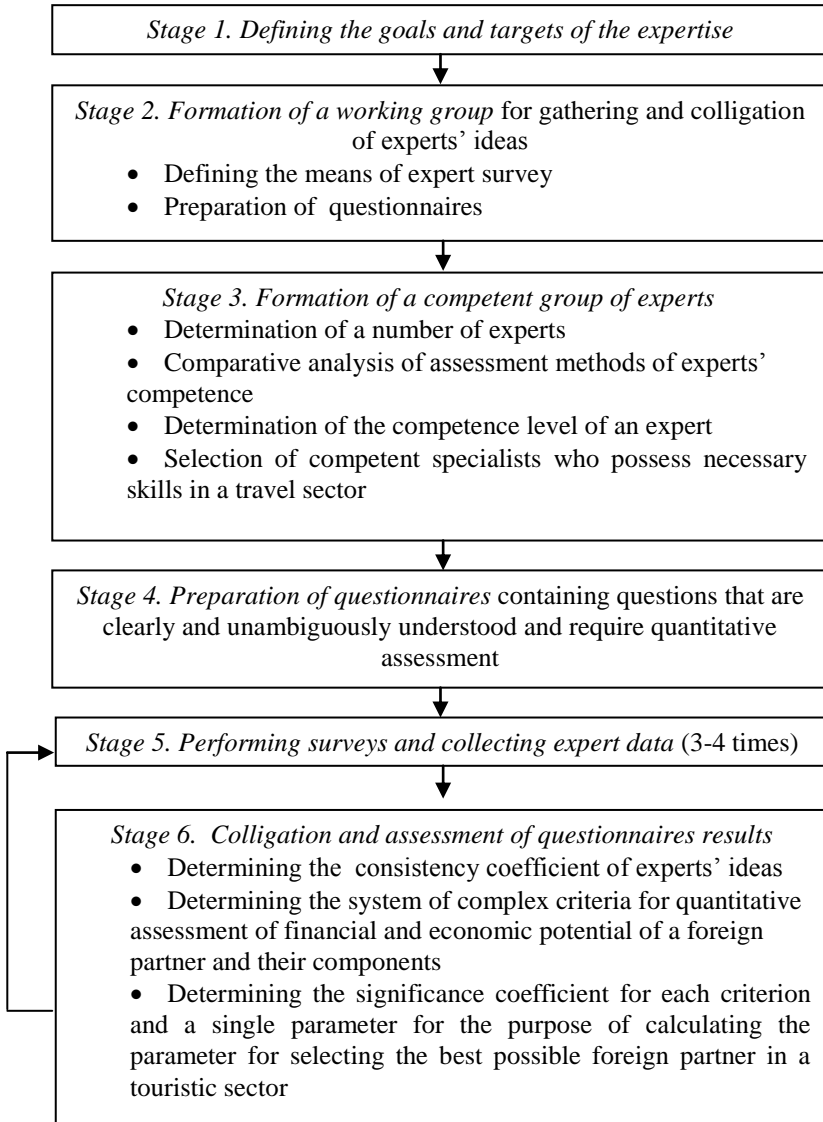 Stage 1. Defining the goals and targets of the expertise
Stage 2. Formation of a working group for gathering and colligation
of experts’ ideas
• Defining the means of expert survey
• Preparation of questionnaires
Stage 3. Formation of a competent group of experts
• Determination of a number of experts
• Comparative analysis of assessment methods of experts’
competence
• Determination of the competence level of an expert
• Selection of competent specialists who possess necessary
skills in a travel sector
Stage 4. Preparation of questionnaires containing questions that are
clearly and unambiguously understood and require quantitative
assessment
Stage 5. Performing surveys and collecting expert data (3-4 times)
Stage 6. Colligation and assessment of questionnaires results
• Determining the consistency coefficient of experts’ ideas
• Determining the system of complex criteria for quantitative
assessment of financial and economic potential of a foreign
partner and their components
• Determining the significance coefficient for each criterion
and a single parameter for the purpose of calculating the
parameter for selecting the best possible foreign partner in a
touristic sector